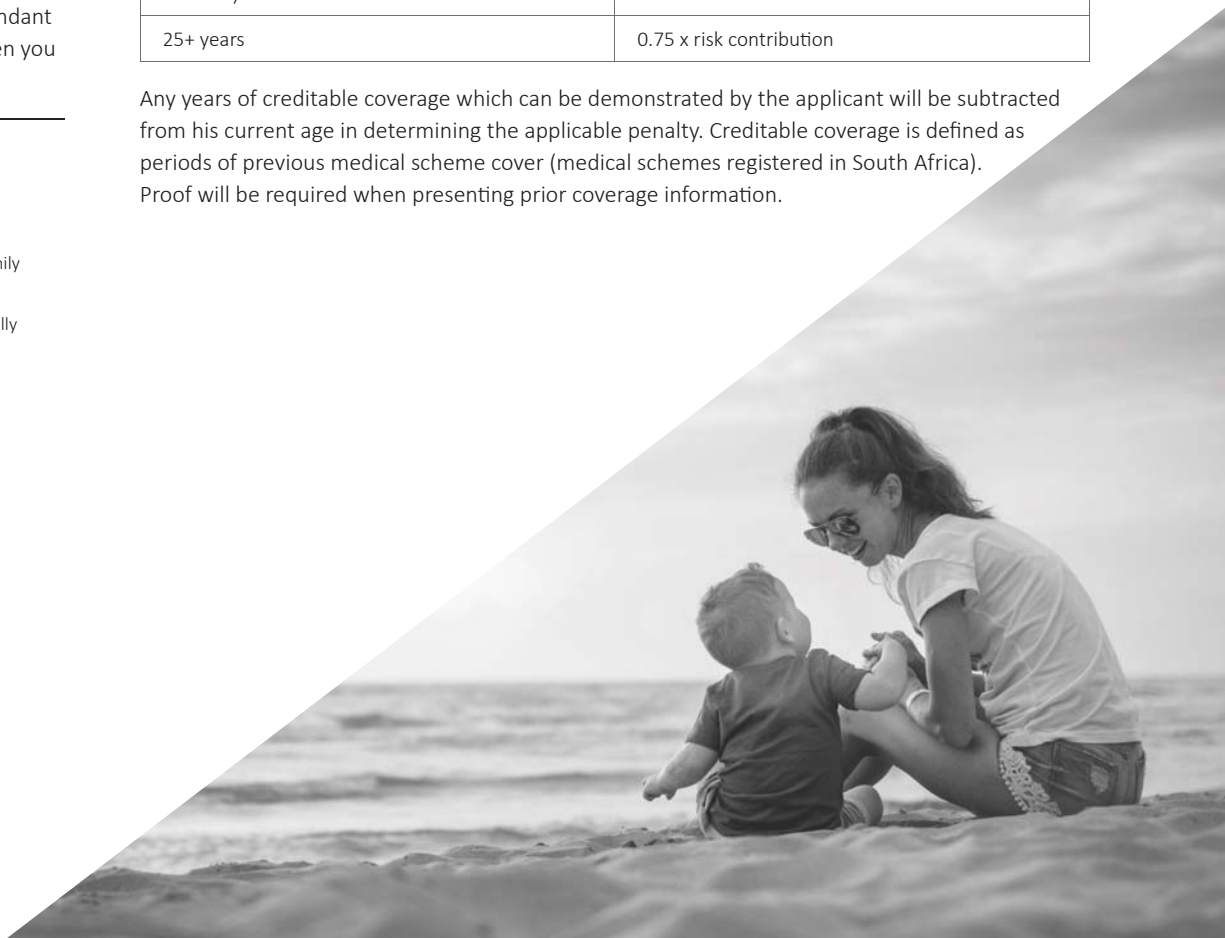 ndant
en you
ily
lly
25+ years 0.75 x risk contribution
Any years of creditable coverage which can be demonstrated by the applicant will be subtracted
from his current age in determining the applicable penalty. Creditable coverage is defined as
periods of previous medical scheme cover (medical schemes registered in South Africa).
Proof will be required when presenting prior coverage information.